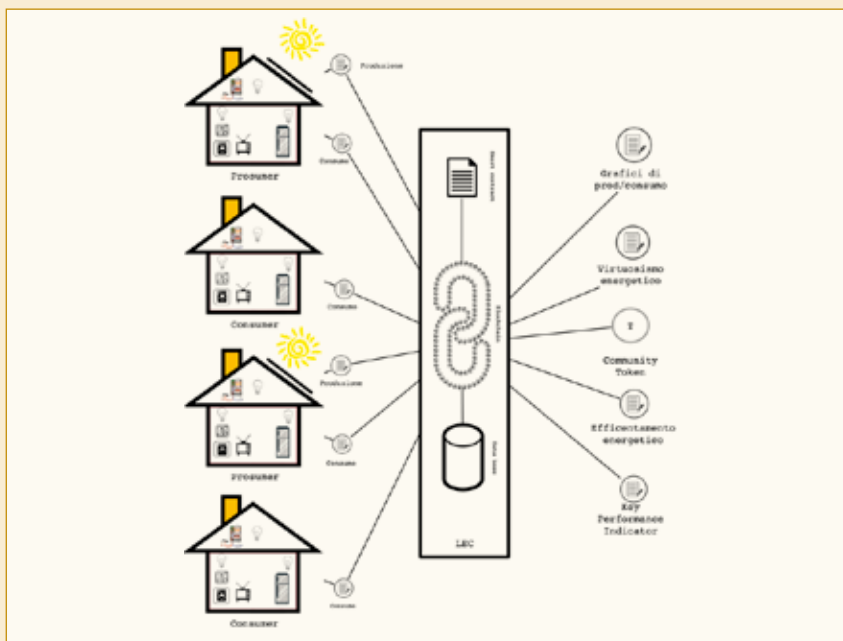 Produzione
Consumo
Prosumer
Consumo
Consumer
Produzione
Consumo
Prosumer
Consumo
Consumer
Smart contract
Blockchain
Data base
LEC
Grafici di
prod/consumo
Virtuosismo
energetico
T
Community
Token
Efficentamento
energetico
Key
Performance
Indicator